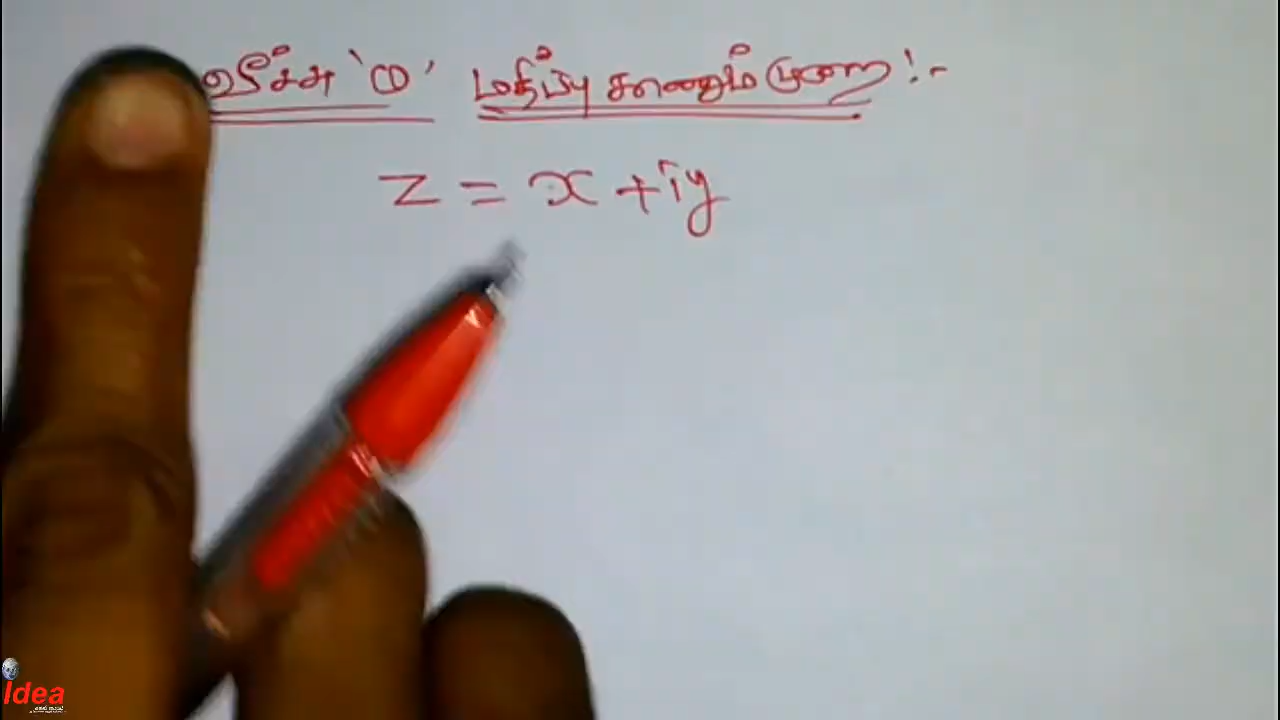 வீச்சு 'θ' மதிப்பு காணும் முறை :-
z = x + iy
Idea